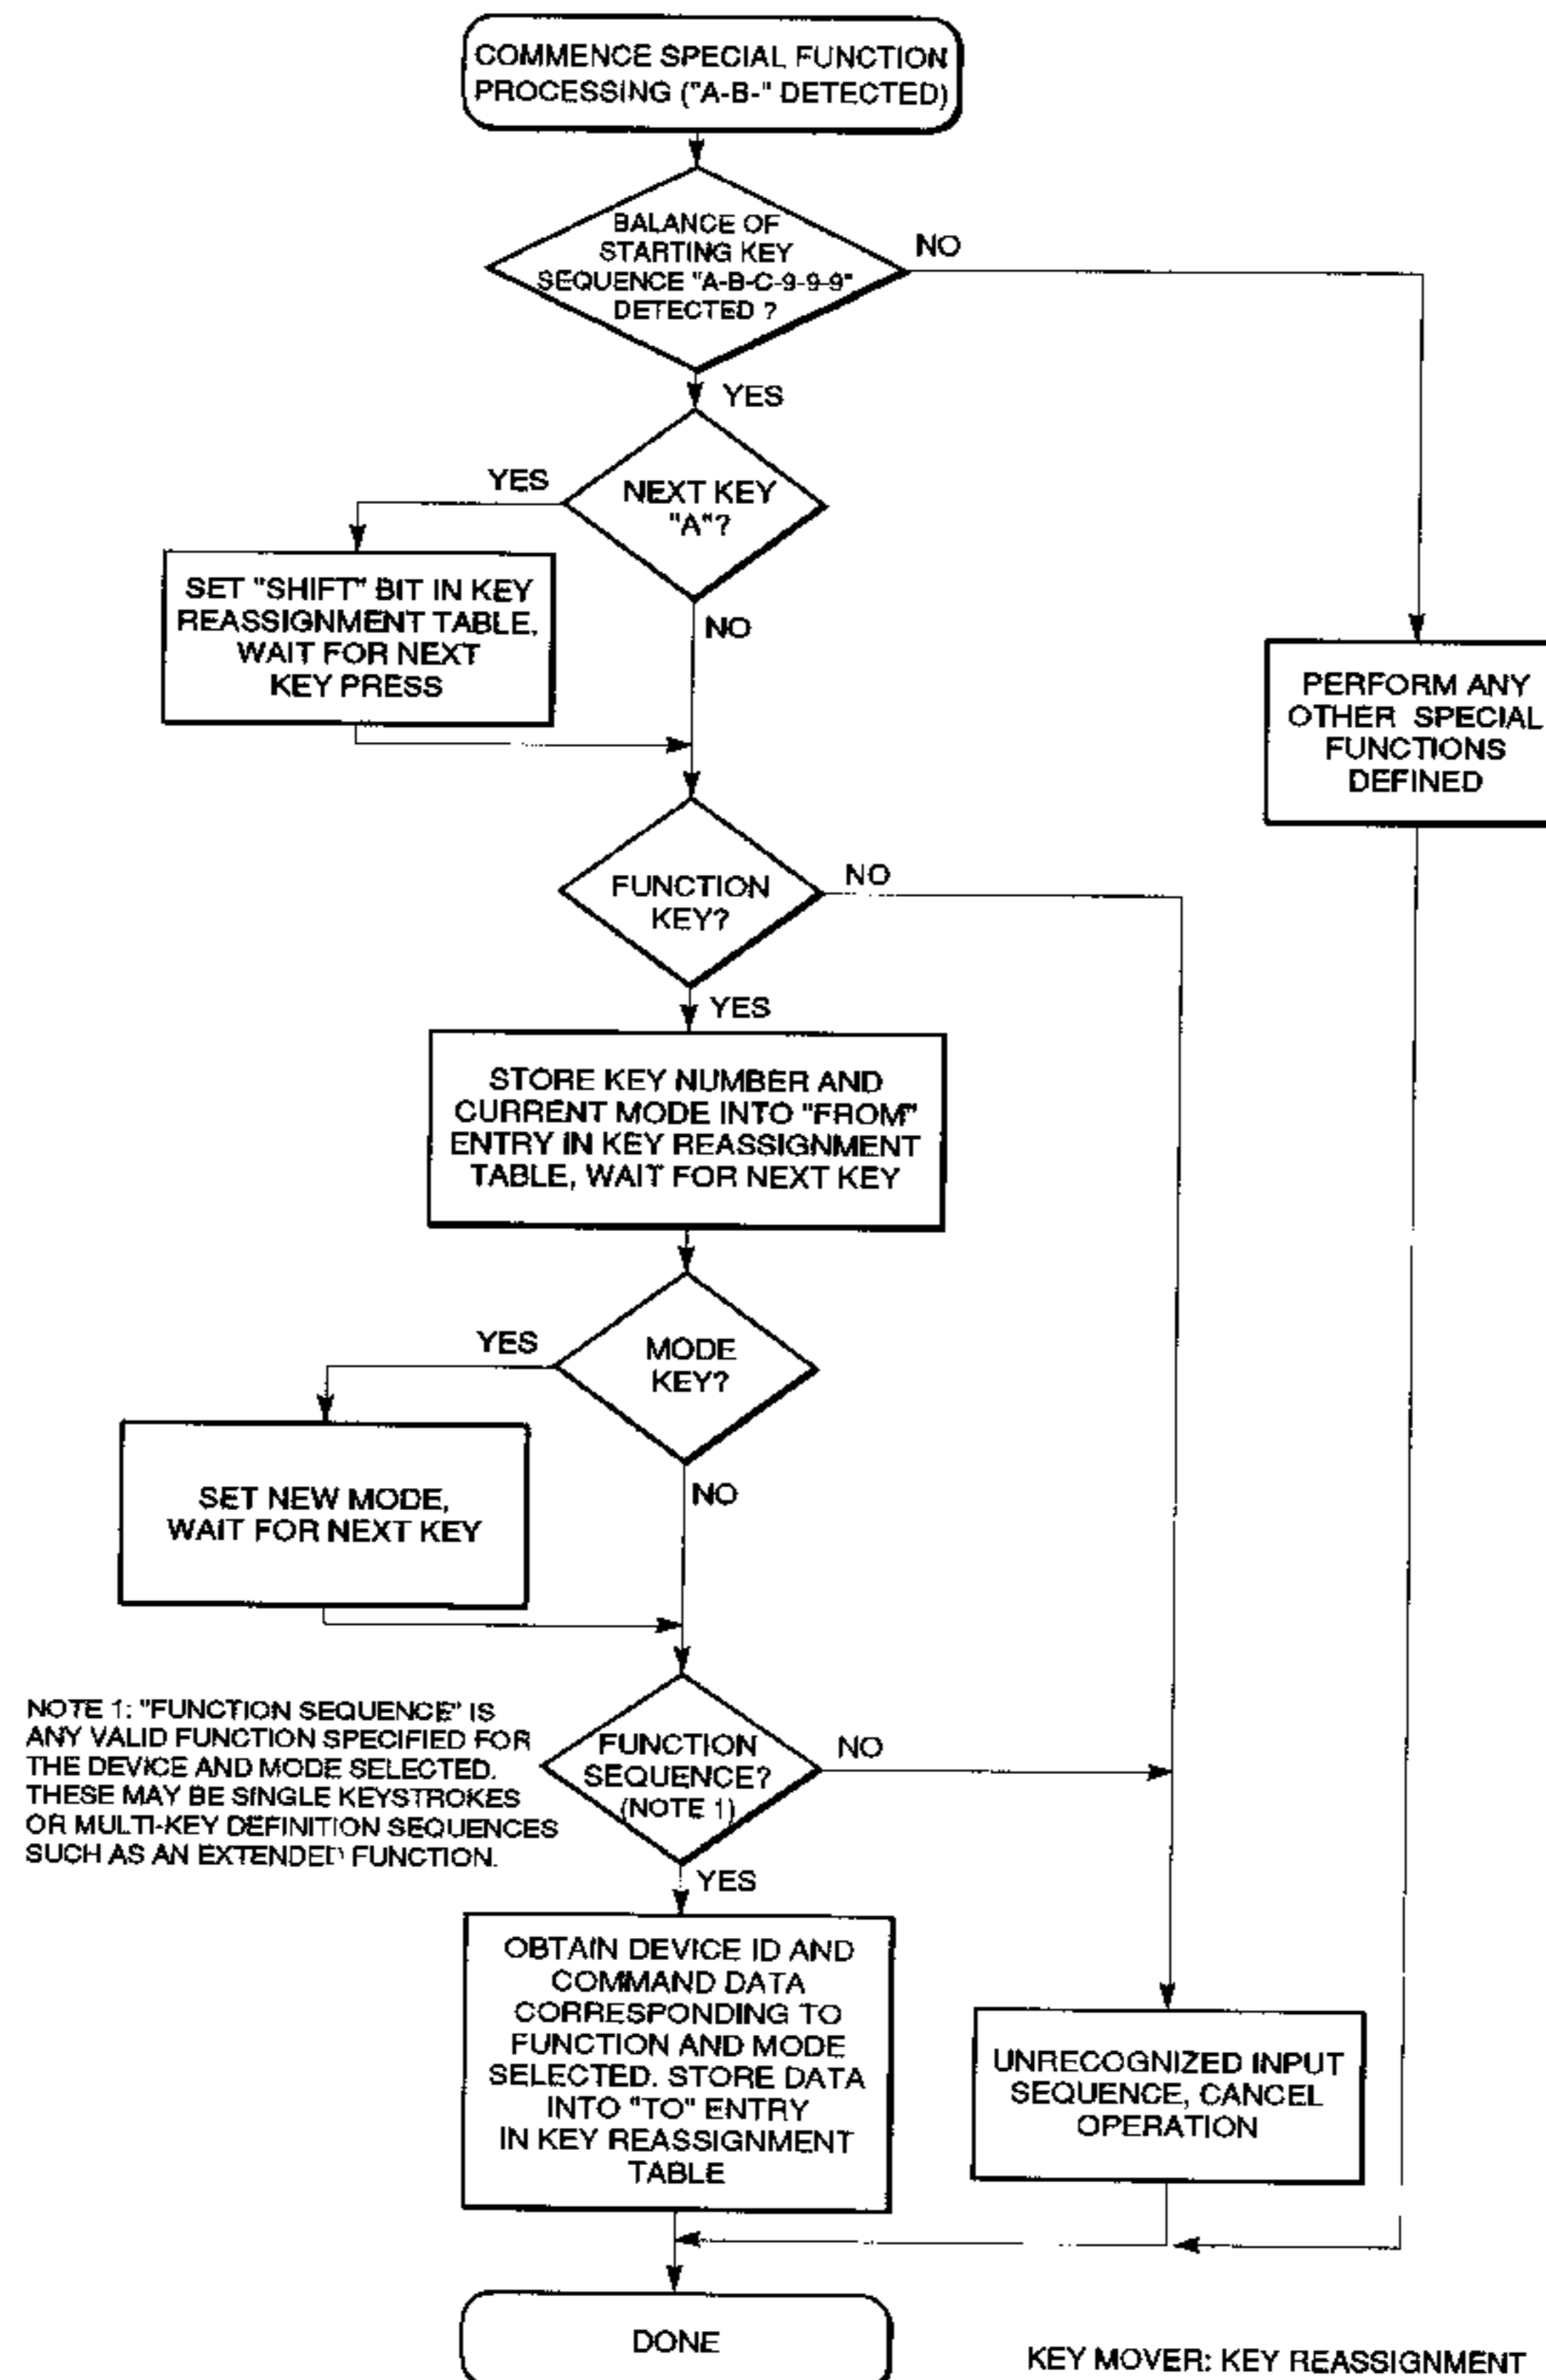 COMMENCE SPECIAL FUNCTION
PROCESSING ("A-B-" DETECTED)
BALANCE OF
STARTING KEY
SEQUENCE "A-B-C-9-9-9"
DETECTED ?
NO
YES
NEXT KEY
"A"?
YES
NO
SET "SHIFT" BIT IN KEY
REASSIGNMENT TABLE,
WAIT FOR NEXT
KEY PRESS
PERFORM ANY
OTHER SPECIAL
FUNCTIONS
DEFINED
FUNCTION
KEY?
NO
YES
STORE KEY NUMBER AND
CURRENT MODE INTO "FROM"
ENTRY IN KEY REASSIGNMENT
TABLE, WAIT FOR NEXT KEY
MODE
KEY?
YES
NO
SET NEW MODE,
WAIT FOR NEXT KEY
NOTE 1: "FUNCTION SEQUENCE" IS
ANY VALID FUNCTION SPECIFIED FOR
THE DEVICE AND MODE SELECTED.
THESE MAY BE SINGLE KEYSTROKES
OR MULTI-KEY DEFINITION SEQUENCES
SUCH AS AN EXTENDED FUNCTION.
FUNCTION
SEQUENCE?
(NOTE 1)
NO
YES
OBTAIN DEVICE ID AND
COMMAND DATA
CORRESPONDING TO
FUNCTION AND MODE
SELECTED. STORE DATA
INTO "TO" ENTRY
IN KEY REASSIGNMENT
TABLE
UNRECOGNIZED INPUT
SEQUENCE, CANCEL
OPERATION
DONE
KEY MOVER: KEY REASSIGNMENT